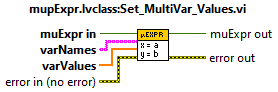 mupExpr.lvclass:Set_MultiVar_Values.vi
muExpr in
muExpr out
varNames
µEXPR
x = a
y = b
varValues
error out
error in (no error)